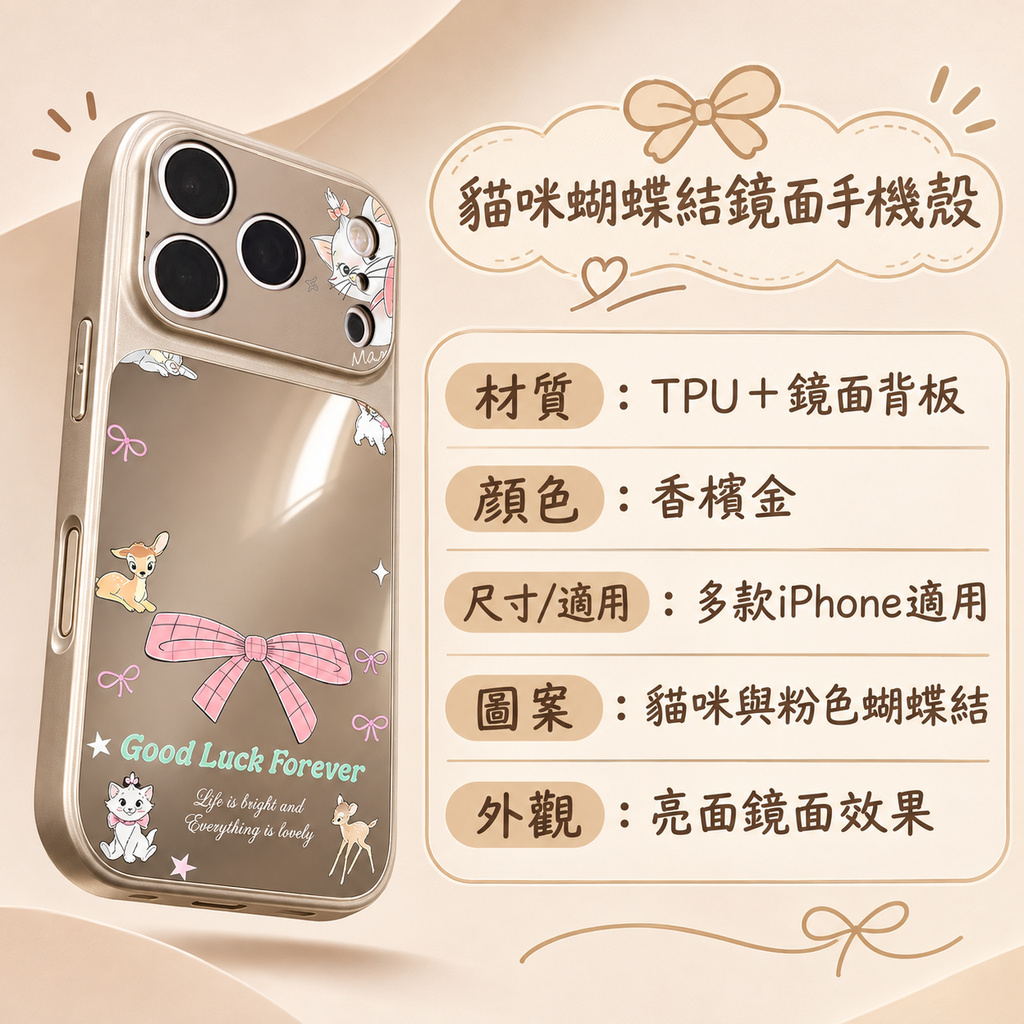 貓咪蝴蝶結鏡面手機殼
材質：TPU＋鏡面背板
顏色：香檳金
尺寸/適用：多款iPhone適用
圖案：貓咪與粉色蝴蝶結
外觀：亮面鏡面效果
Good Luck Forever
Life is bright and
Everything is lovely